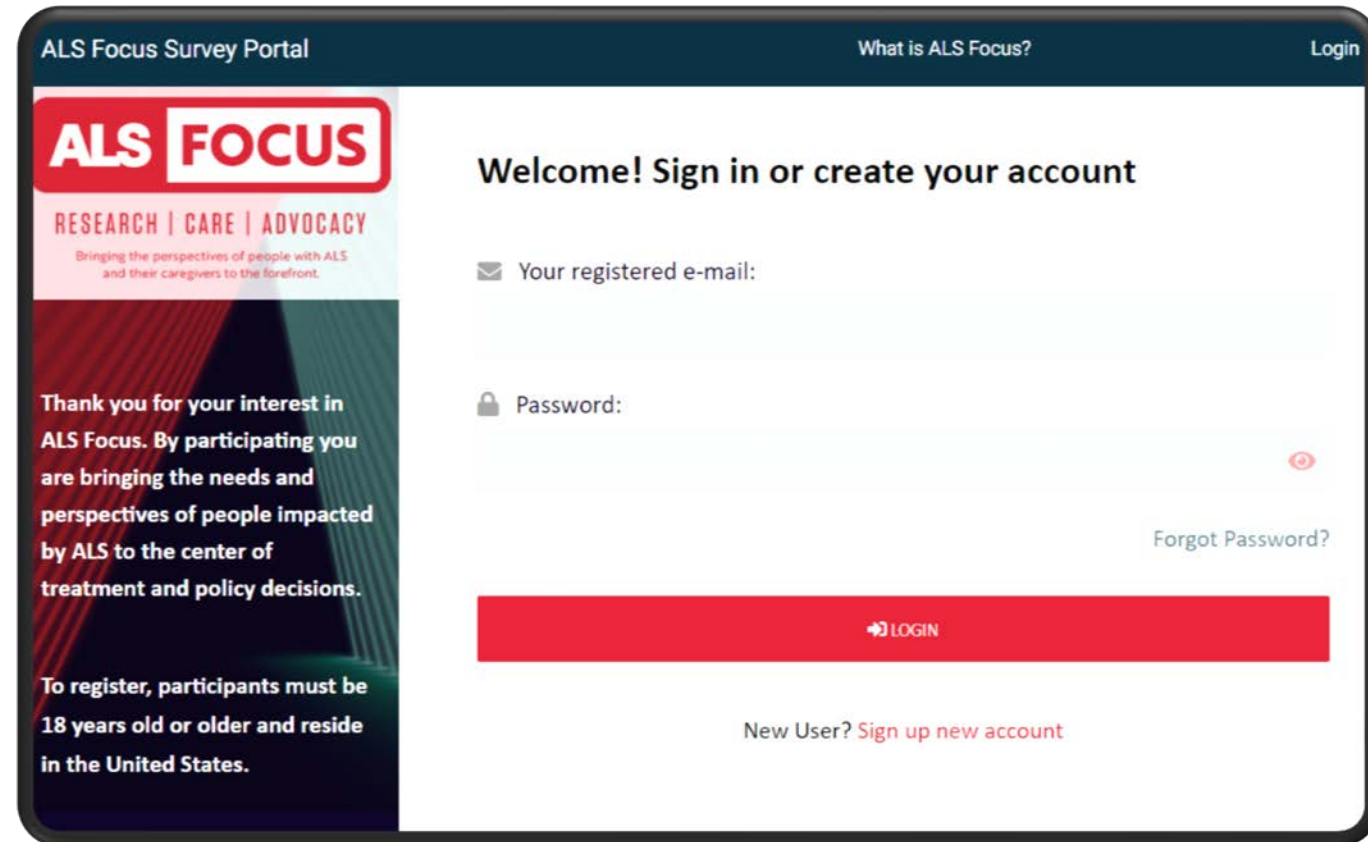 ALS Focus Survey Portal
What is ALS Focus?
Login
ALS FOCUS
RESEARCH | CARE | ADVOCACY
Bringing the perspectives of people with ALS
and their caregivers to the forefront.
Thank you for your interest in
ALS Focus. By participating you
are bringing the needs and
perspectives of people impacted
by ALS to the center of
treatment and policy decisions.
To register, participants must be
18 years old or older and reside
in the United States.
Welcome! Sign in or create your account
Your registered e-mail:
Password:
Forgot Password?
LOGIN
New User? Sign up new account